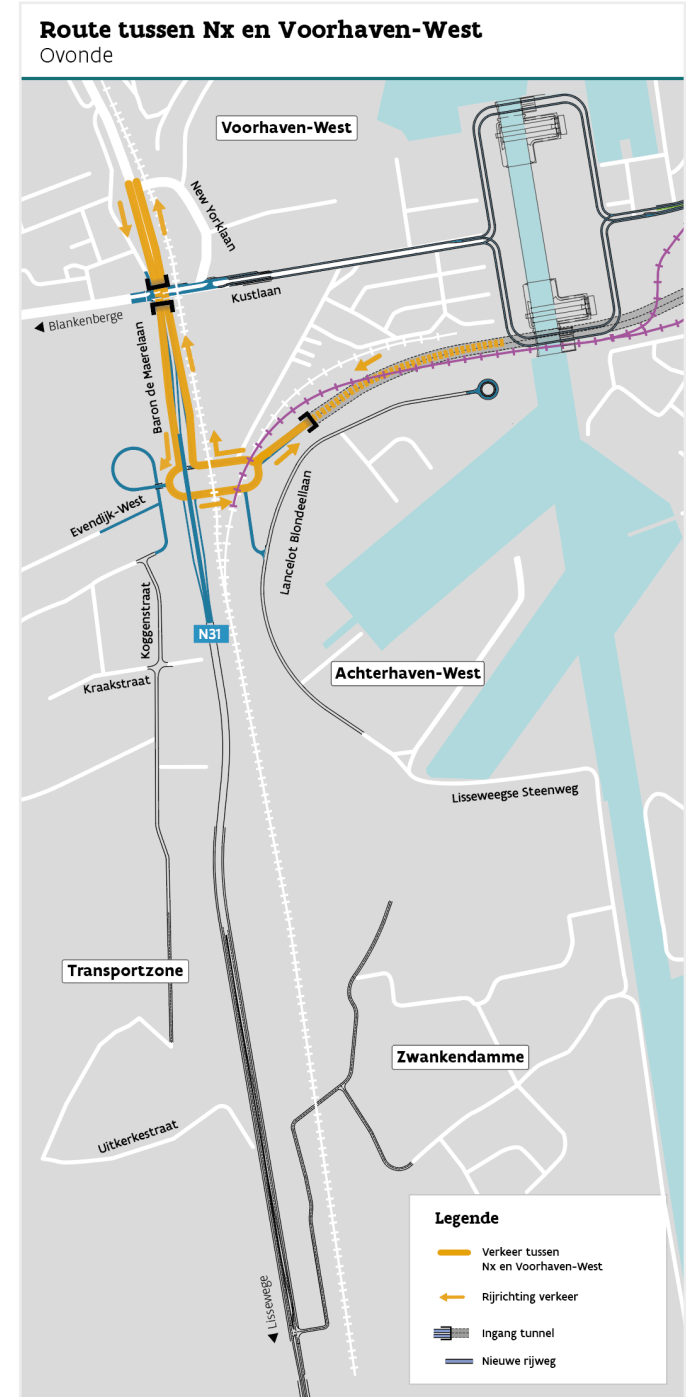 Route tussen Nx en Voorhaven-West
Ovonde
Voorhaven-West
New Yorklaan
Kustlaan
◀ Blankenberge
Baron de Maerelaan
Evendijk-West
Lancelot Blondeellaan
Koggenstraat
N31
Kraakstraat
Achterhaven-West
Lisseweegse Steenweg
Transportzone
Zwankendamme
Uitkerkestraat
◀ Lissewege
Legende
Verkeer tussen
Nx en Voorhaven-West
Rijrichting verkeer
Ingang tunnel
Nieuwe rijweg